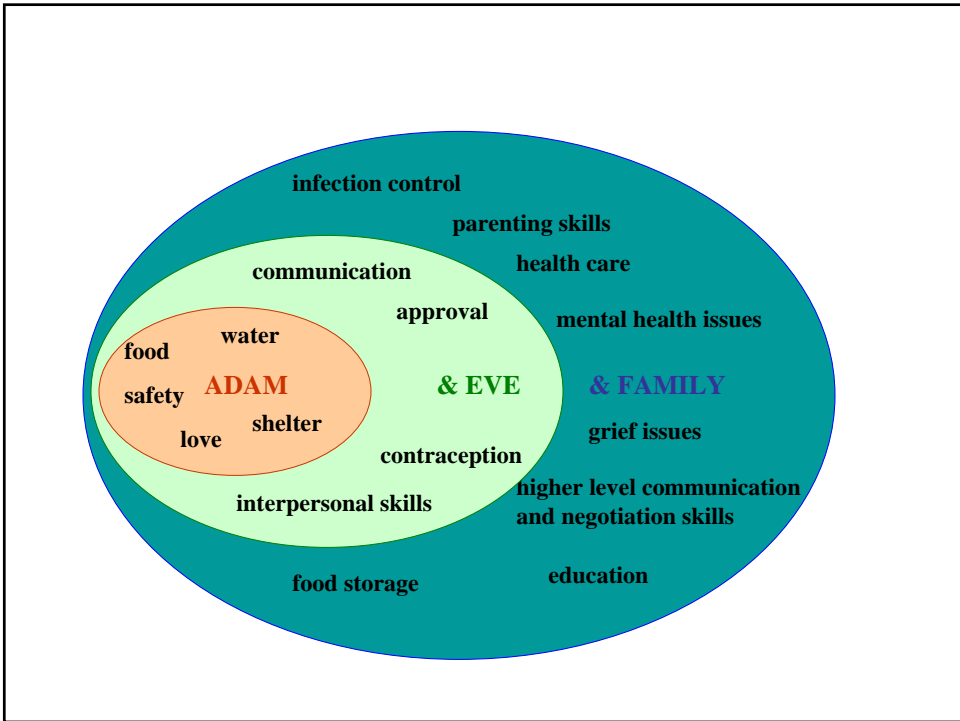 infection control
parenting skills
health care
communication
approval
mental health issues
water
food
safety
ADAM
& EVE
& FAMILY
shelter
love
grief issues
contraception
higher level communication
and negotiation skills
interpersonal skills
food storage
education